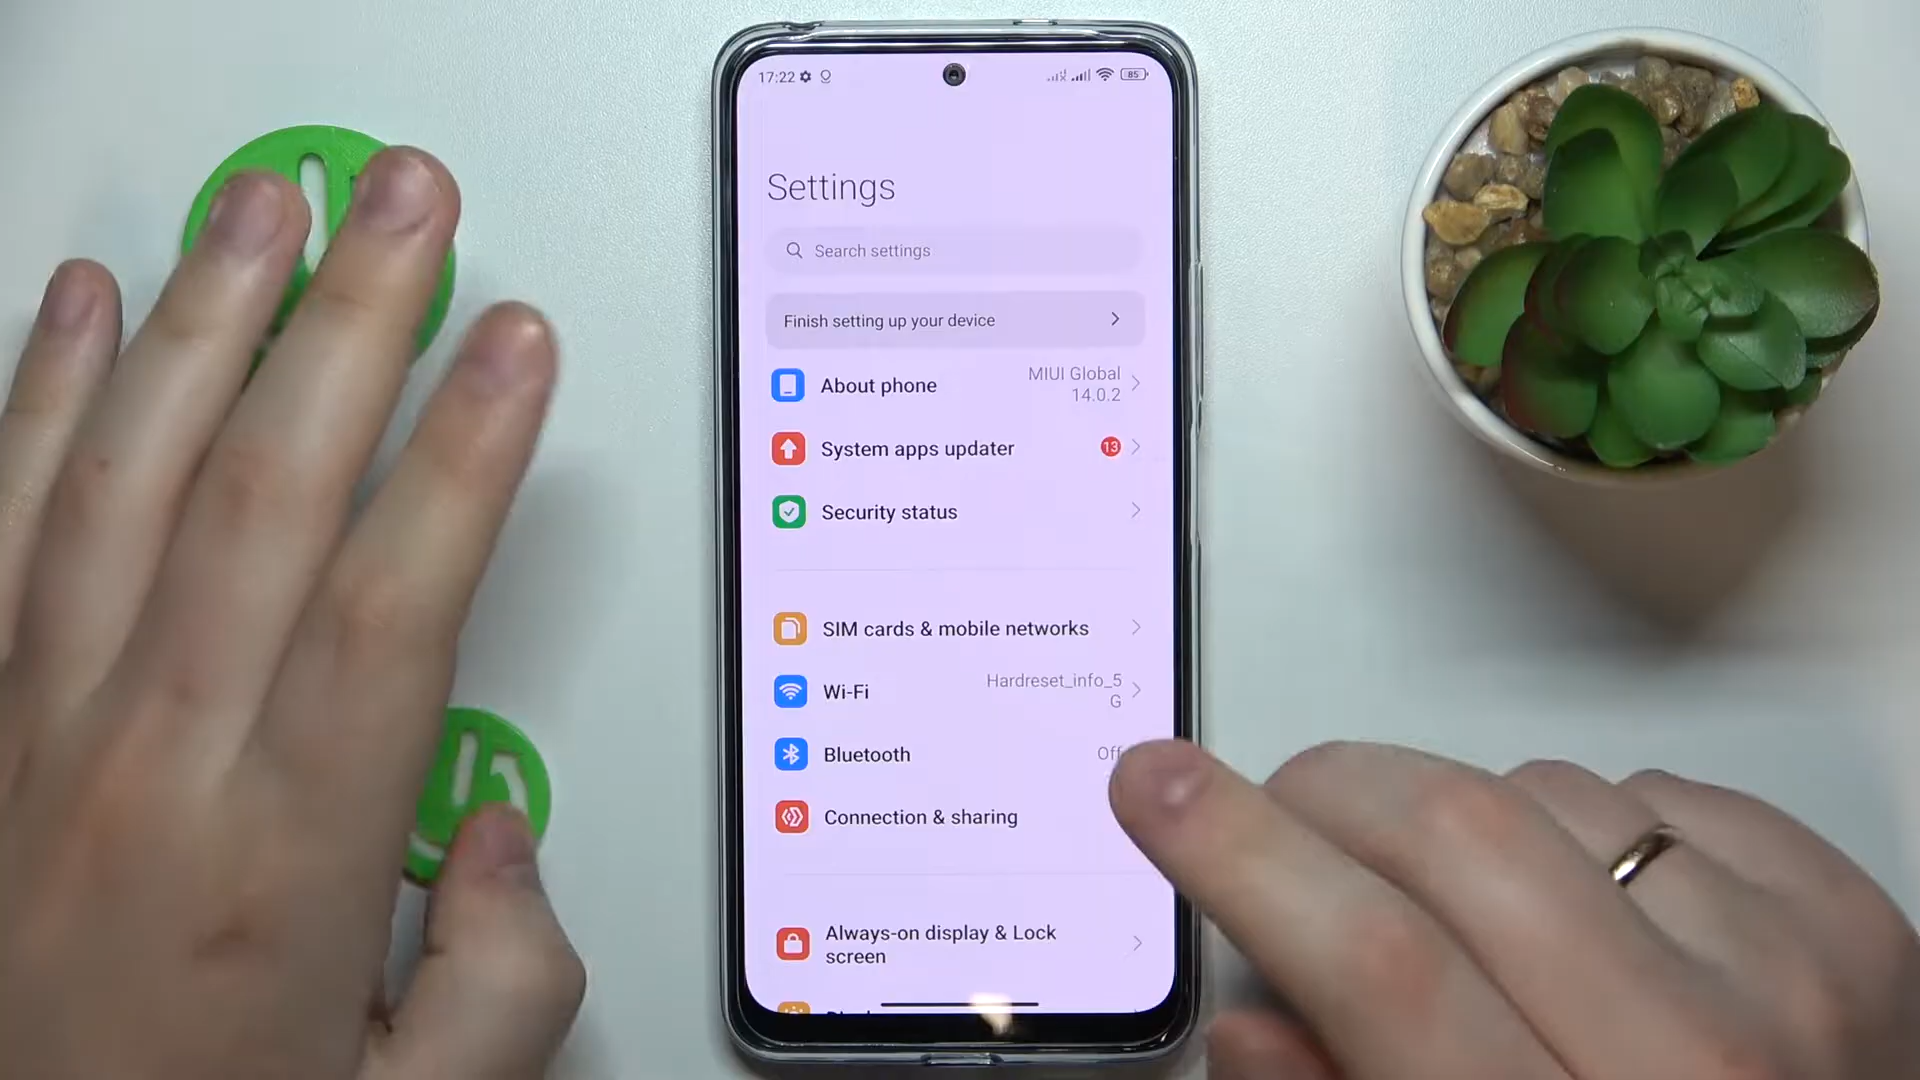 17:22
85
Settings
Search settings
Finish setting up your device
About phone
MIUI Global
14.0.2
System apps updater
13
Security status
SIM cards & mobile networks
Wi-Fi
Hardreset_info_5
G
Bluetooth
Off
Connection & sharing
Always-on display & Lock
screen